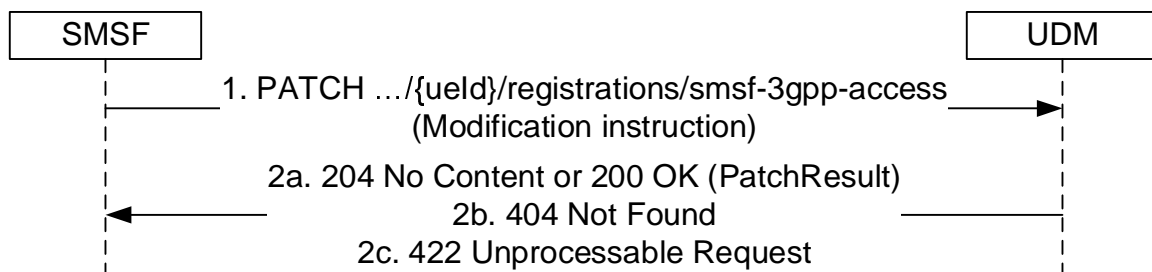 SMSF
UDM
1. PATCH …/{ueId}/registrations/smsf-3gpp-access
(Modification instruction)
2a. 204 No Content or 200 OK (PatchResult)
2b. 404 Not Found
2c. 422 Unprocessable Request